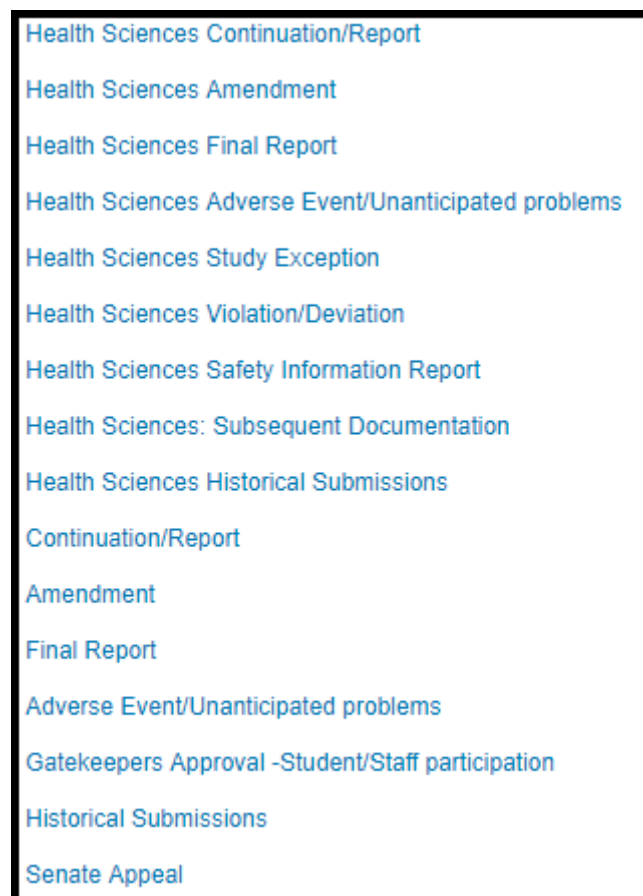 Health Sciences Continuation/Report
Health Sciences Amendment
Health Sciences Final Report
Health Sciences Adverse Event/Unanticipated problems
Health Sciences Study Exception
Health Sciences Violation/Deviation
Health Sciences Safety Information Report
Health Sciences: Subsequent Documentation
Health Sciences Historical Submissions
Continuation/Report
Amendment
Final Report
Adverse Event/Unanticipated problems
Gatekeepers Approval -Student/Staff participation
Historical Submissions
Senate Appeal